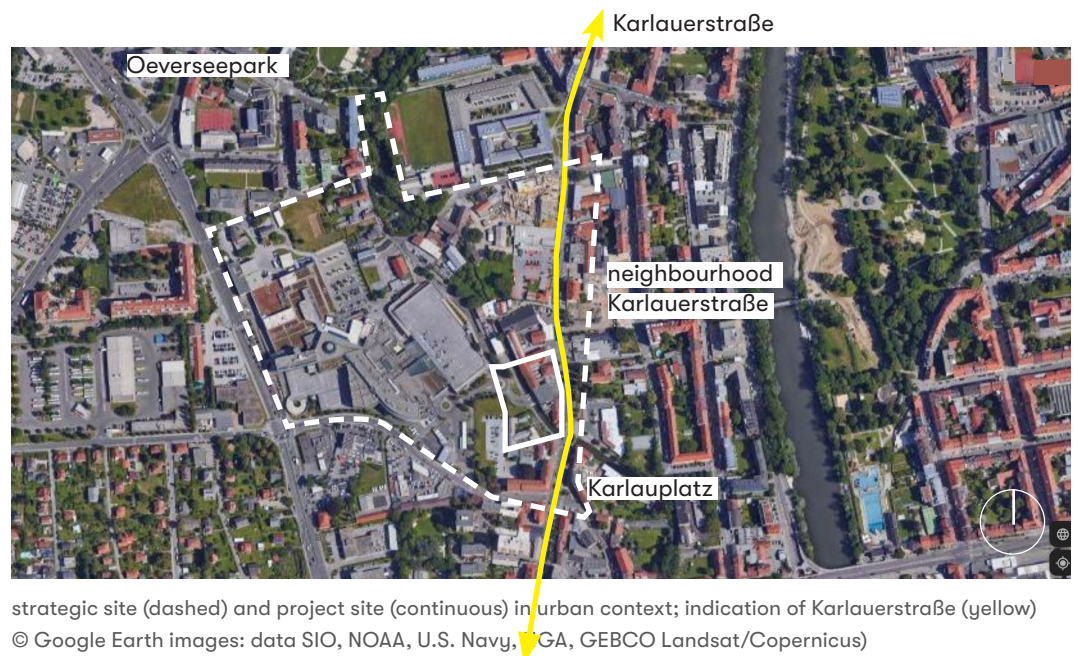 Karlauerstraße
Oeverseepark
neighbourhood
Karlauerstraße
Karlauplatz
strategic site (dashed) and project site (continuous) in urban context; indication of Karlauerstraße (yellow)
© Google Earth images: data SIO, NOAA, U.S. Navy, GA, GEBCO Landsat/Copernicus)